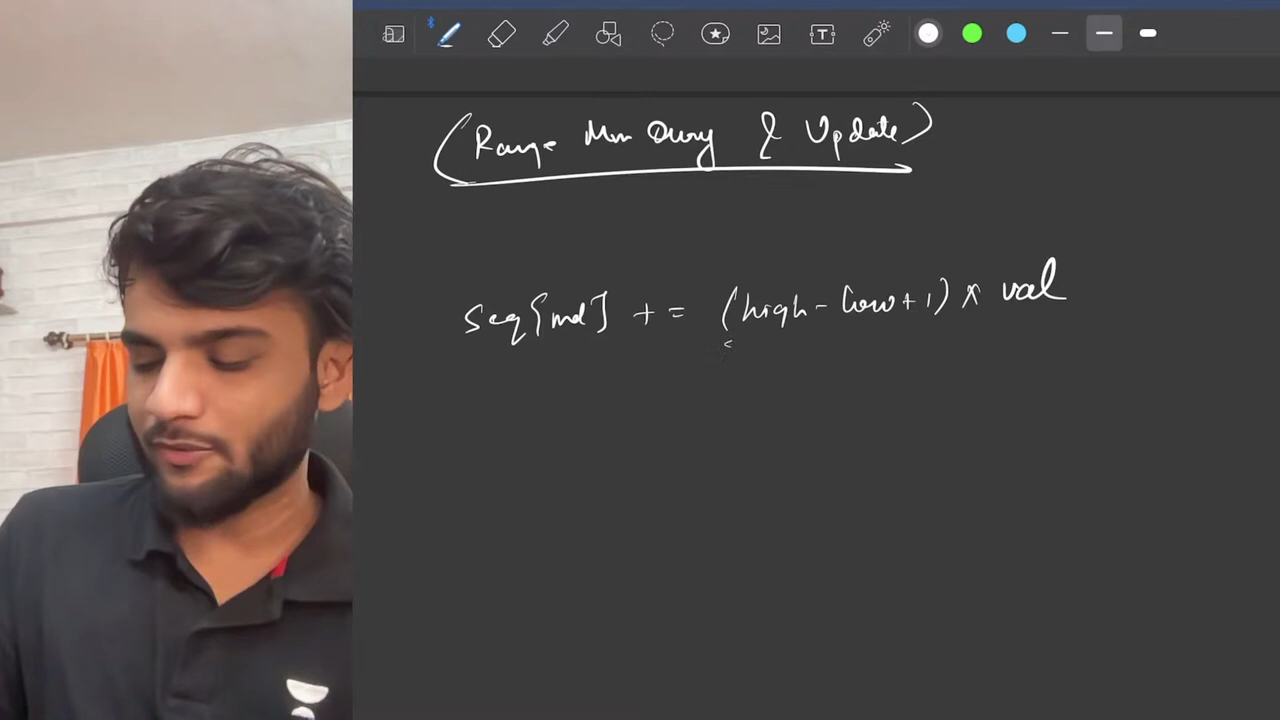 (Range Min Query & Update)
seg[ind] += (high - low + 1) x val